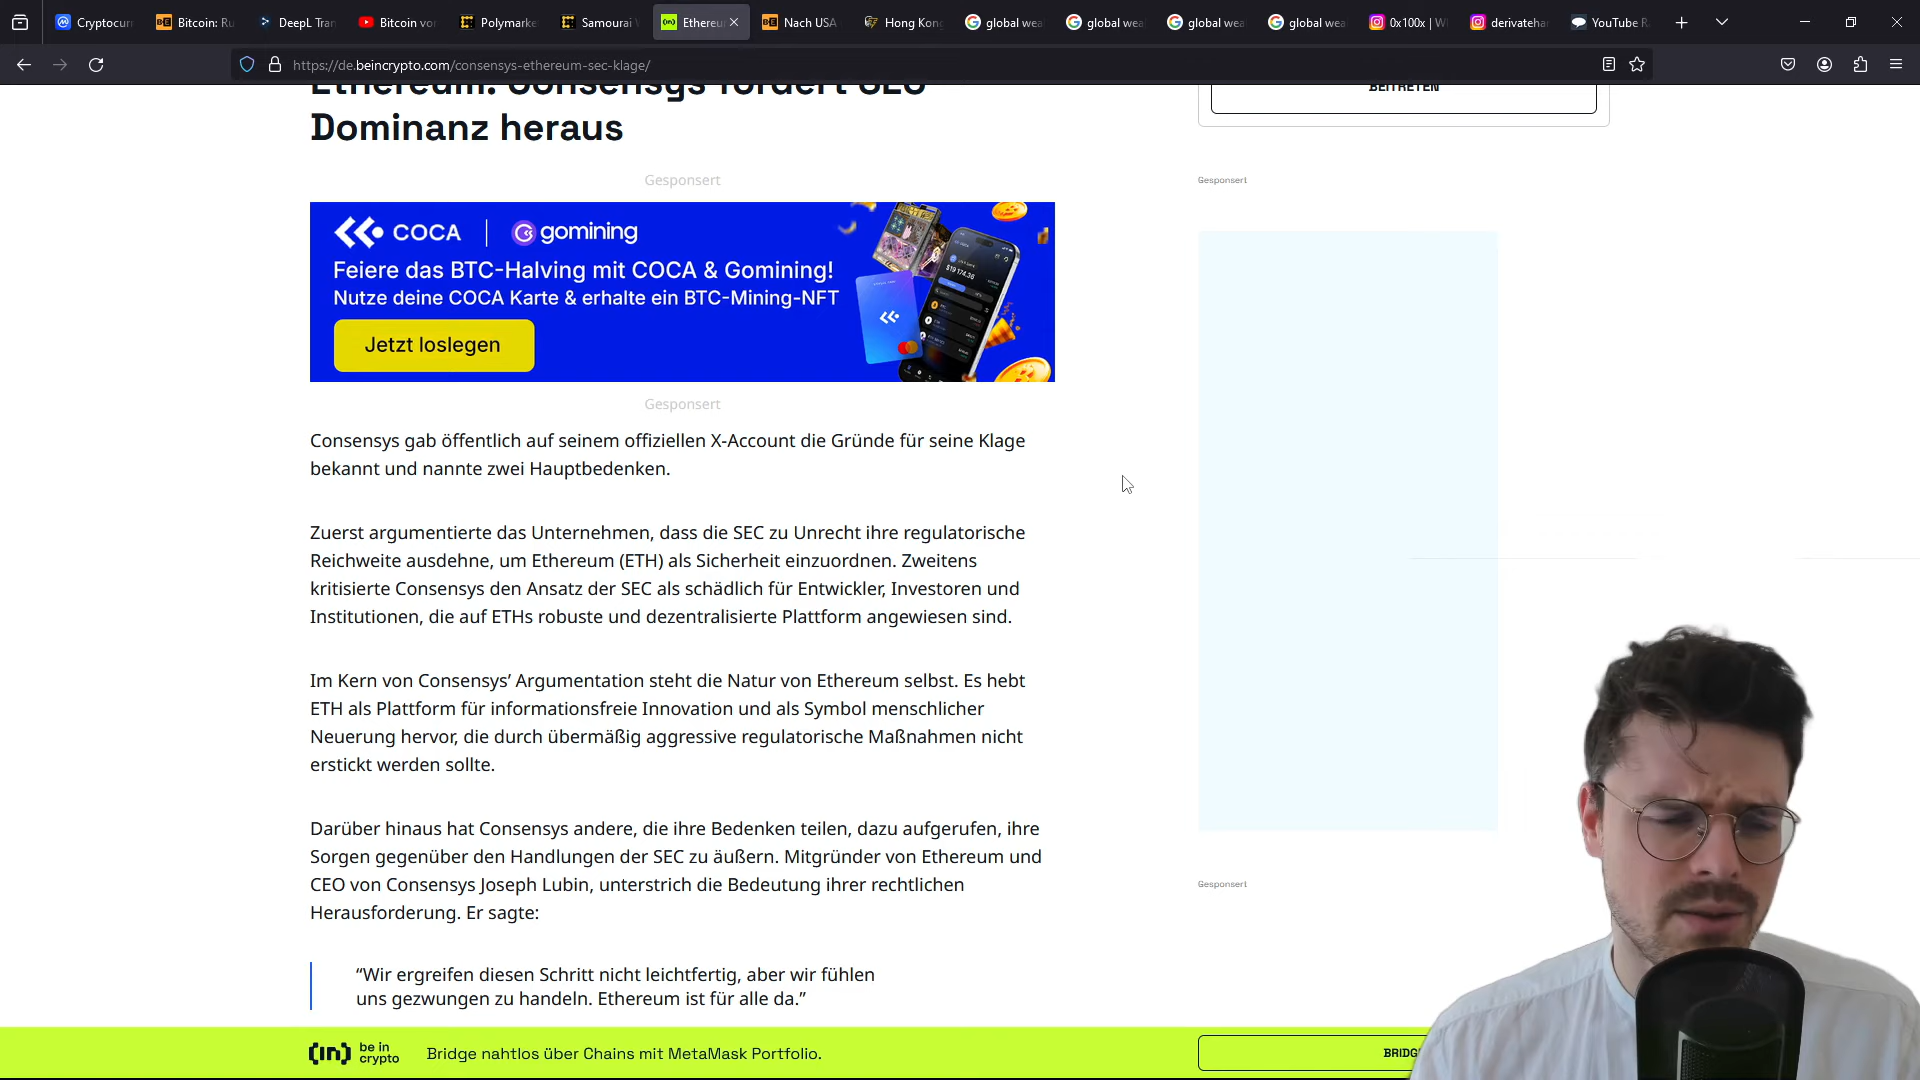 Cryptocurr
Bitcoin: Ru
DeepL Tran
Bitcoin vor
Polymarke
Samourai
Ethereu
Nach USA
Hong Kong
global wea
global wea
global wea
global wea
0x100x | W
derivateha
YouTube R
https://de.beincrypto.com/consensys-ethereum-sec-klage/
Ethereum: Consensys fordert SEC
Dominanz heraus
BEITRETEN
Gesponsert
Gesponsert
COCA | gomining
Feiere das BTC-Halving mit COCA & Gomining!
Nutze deine COCA Karte & erhalte ein BTC-Mining-NFT
Jetzt loslegen
$19 174.36
Gesponsert
Consensys gab öffentlich auf seinem offiziellen X-Account die Gründe für seine Klage
bekannt und nannte zwei Hauptbedenken.
Zuerst argumentierte das Unternehmen, dass die SEC zu Unrecht ihre regulatorische
Reichweite ausdehne, um Ethereum (ETH) als Sicherheit einzuordnen. Zweitens
kritisierte Consensys den Ansatz der SEC als schädlich für Entwickler, Investoren und
Institutionen, die auf ETHs robuste und dezentralisierte Plattform angewiesen sind.
Im Kern von Consensys’ Argumentation steht die Natur von Ethereum selbst. Es hebt
ETH als Plattform für informationsfreie Innovation und als Symbol menschlicher
Neuerung hervor, die durch übermäßig aggressive regulatorische Maßnahmen nicht
erstickt werden sollte.
Darüber hinaus hat Consensys andere, die ihre Bedenken teilen, dazu aufgerufen, ihre
Sorgen gegenüber den Handlungen der SEC zu äußern. Mitgründer von Ethereum und
CEO von Consensys Joseph Lubin, unterstrich die Bedeutung ihrer rechtlichen
Herausforderung. Er sagte:
Gesponsert
“Wir ergreifen diesen Schritt nicht leichtfertig, aber wir fühlen
uns gezwungen zu handeln. Ethereum ist für alle da.”
(in) be in
crypto
Bridge nahtlos über Chains mit MetaMask Portfolio.
BRIDG